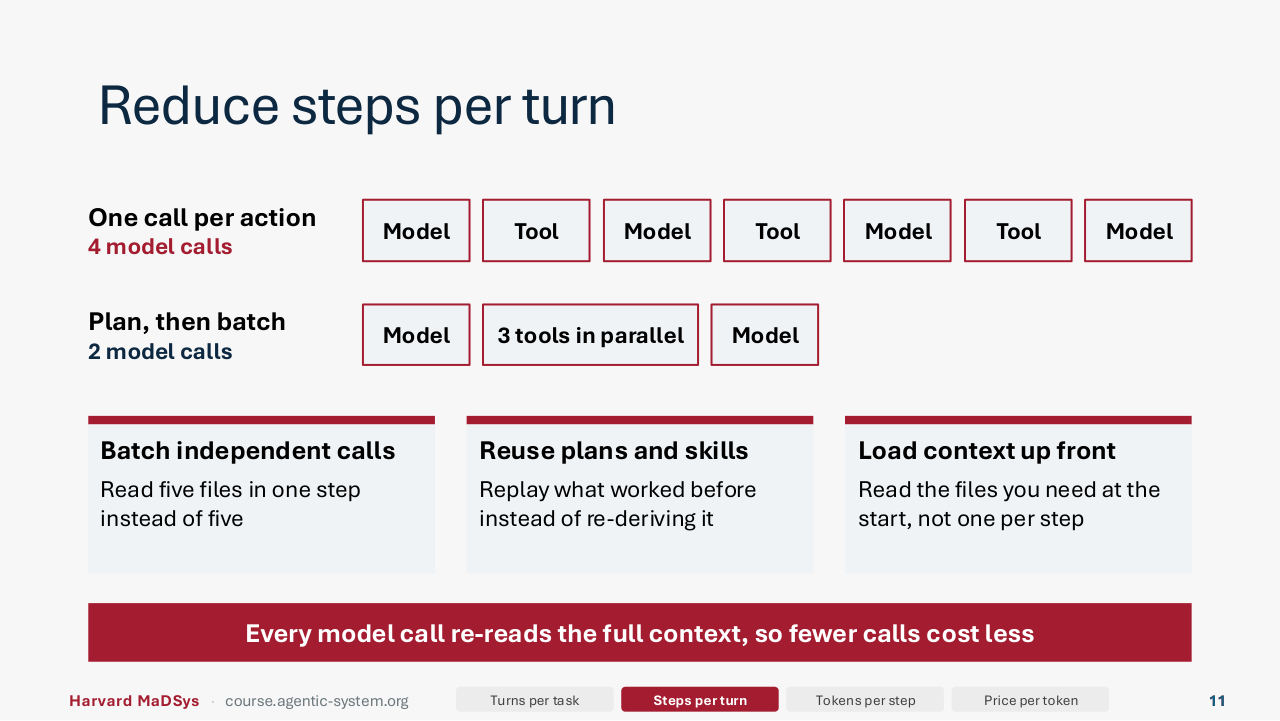 Reduce steps per turn
One call per action
4 model calls
Model Tool Model Tool Model Tool Model
Plan, then batch
2 model calls
Model 3 tools in parallel Model
Batch independent calls
Read five files in one step
instead of five
Reuse plans and skills
Replay what worked before
instead of re-deriving it
Load context up front
Read the files you need at the
start, not one per step
Every model call re-reads the full context, so fewer calls cost less
Harvard MaDSys · course.agentic-system.org Turns per task Steps per turn Tokens per step Price per token 11